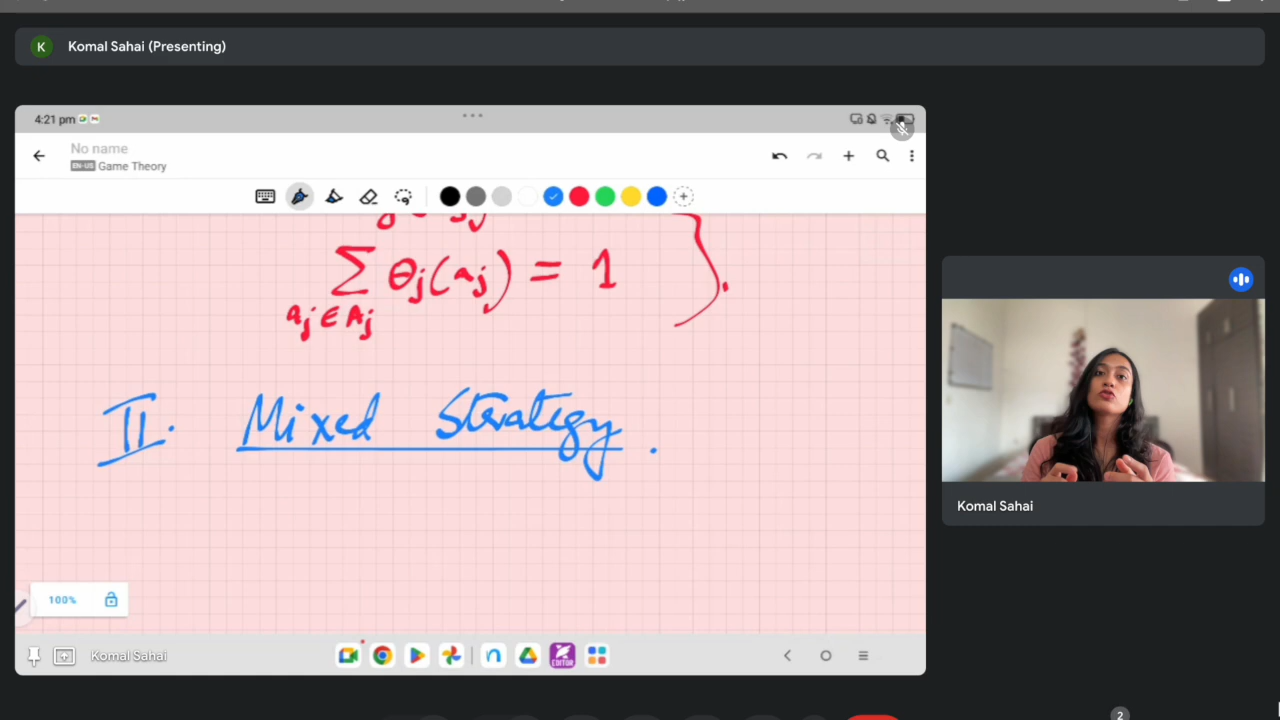 K Komal Sahai (Presenting)
4:21 pm
No name
EN-US Game Theory
∑ θj(aj) = 1
aj ∈ Aj
II. Mixed Strategy.
Komal Sahai
100%
Komal Sahai
EDITOR
2